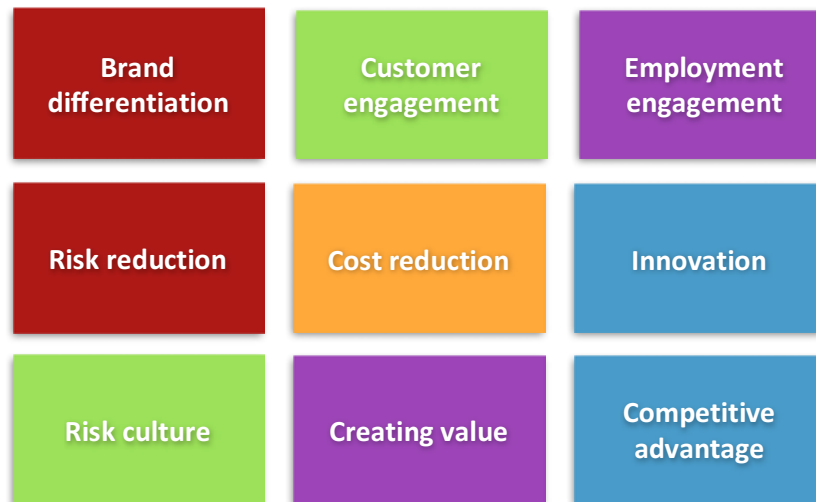 Brand
differentiation
Customer
engagement
Employment
engagement
Risk reduction
Cost reduction
Innovation
Risk culture
Creating value
Competitive
advantage